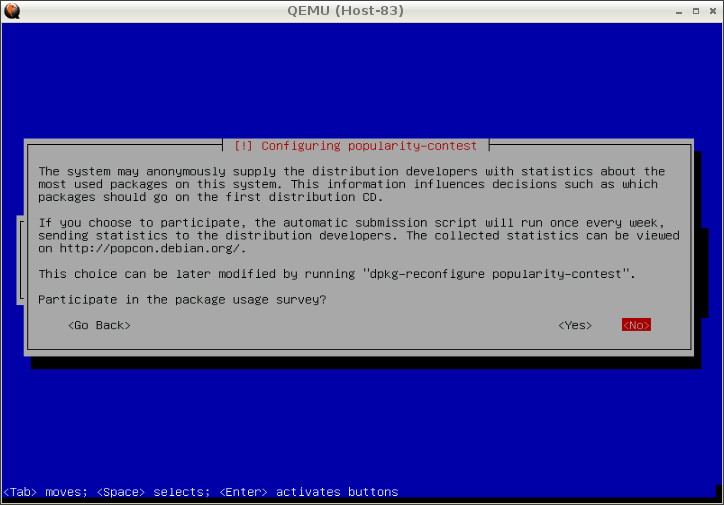 QEMU (Host-83)
[!] Configuring popularity-contest
The system may anonymously supply the distribution developers with statistics about the
most used packages on this system. This information influences decisions such as which
packages should go on the first distribution CD.
If you choose to participate, the automatic submission script will run once every week,
sending statistics to the distribution developers. The collected statistics can be viewed
on http://popcon.debian.org/.
This choice can be later modified by running "dpkg-reconfigure popularity-contest".
Participate in the package usage survey?
<Go Back> <Yes> <No>
<Tab> moves; <Space> selects; <Enter> activates buttons